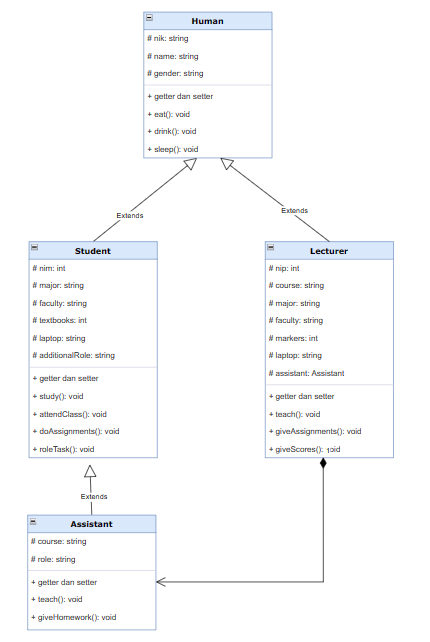 Human
# nik: string
# name: string
# gender: string
+ getter dan setter
+ eat(): void
+ drink(): void
+ sleep(): void
Extends
Extends
Student
# nim: int
# major: string
# faculty: string
# textbooks: int
# laptop: string
# additionalRole: string
+ getter dan setter
+ study(): void
+ attendClass(): void
+ doAssignments(): void
+ roleTask(): void
Lecturer
# nip: int
# course: string
# major: string
# faculty: string
# markers: int
# laptop: string
# assistant: Assistant
+ getter dan setter
+ teach(): void
+ giveAssignments(): void
+ giveScores(): void
Extends
Assistant
# course: string
# role: string
+ getter dan setter
+ teach(): void
+ giveHomework(): void